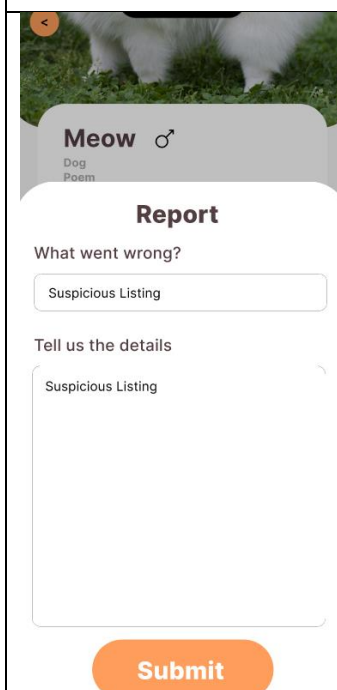 <
Meow ♂
Dog
Poem
Report
What went wrong?
Suspicious Listing
Tell us the details
Suspicious Listing
Submit